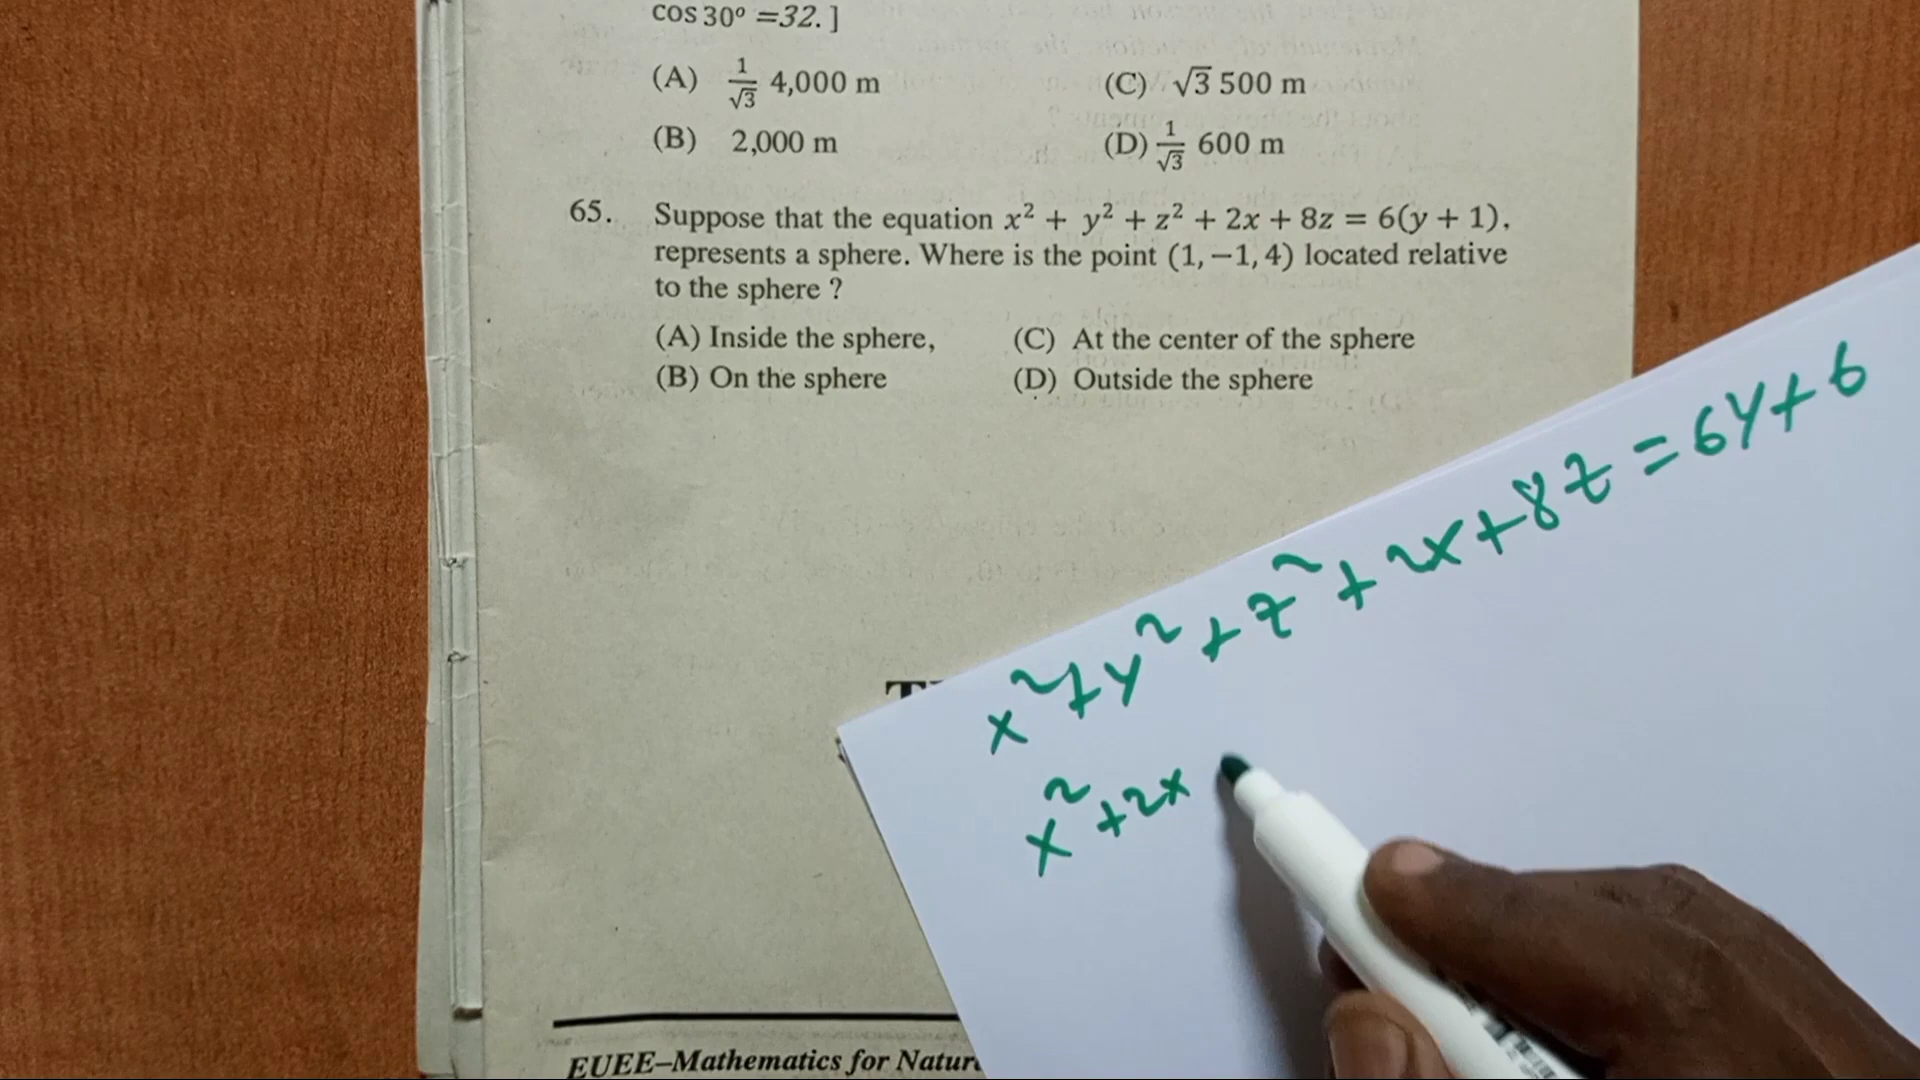 cos 30° =32. ]
(A) 1/√3 4,000 m (C) √3 500 m
(B) 2,000 m (D) 1/√3 600 m
65. Suppose that the equation x² + y² + z² + 2x + 8z = 6(y + 1),
represents a sphere. Where is the point (1, −1, 4) located relative
to the sphere ?
(A) Inside the sphere, (C) At the center of the sphere
(B) On the sphere (D) Outside the sphere
x²+y²+z²+2x+8z=6y+6
x²+2x
EUEE–Mathematics for